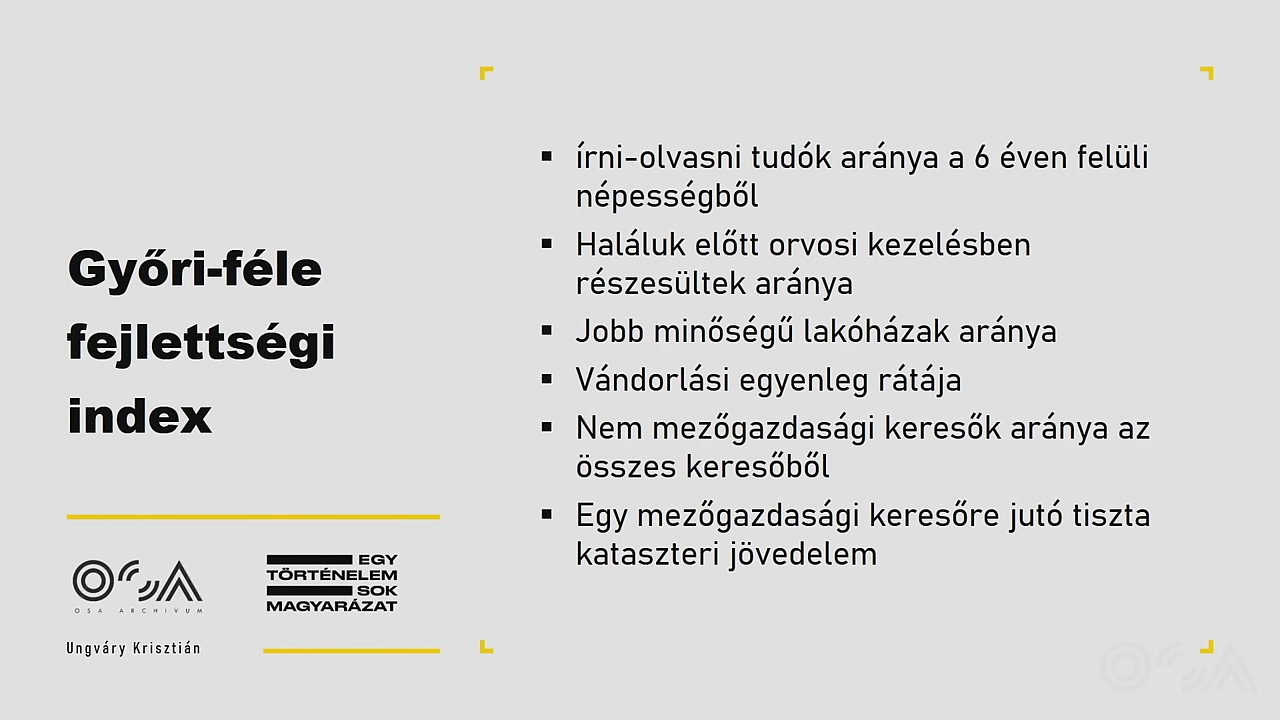 Győri-féle
fejlettségi
index
OSA ARCHIVUM
EGY
TÖRTÉNELEM
SOK
MAGYARÁZAT
Ungváry Krisztián
▪ írni-olvasni tudók aránya a 6 éven felüli
népességből
▪ Haláluk előtt orvosi kezelésben
részesültek aránya
▪ Jobb minőségű lakóházak aránya
▪ Vándorlási egyenleg rátája
▪ Nem mezőgazdasági keresők aránya az
összes keresőből
▪ Egy mezőgazdasági keresőre jutó tiszta
kataszteri jövedelem
OSA